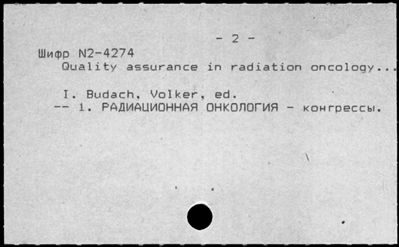 - 2 -
Шифр N2-4274
Quality assurance in radiation oncology...
I. Budach, Volker, ed.
-- 1. РАДИАЦИОННАЯ ОНКОЛОГИЯ - конгрессы.